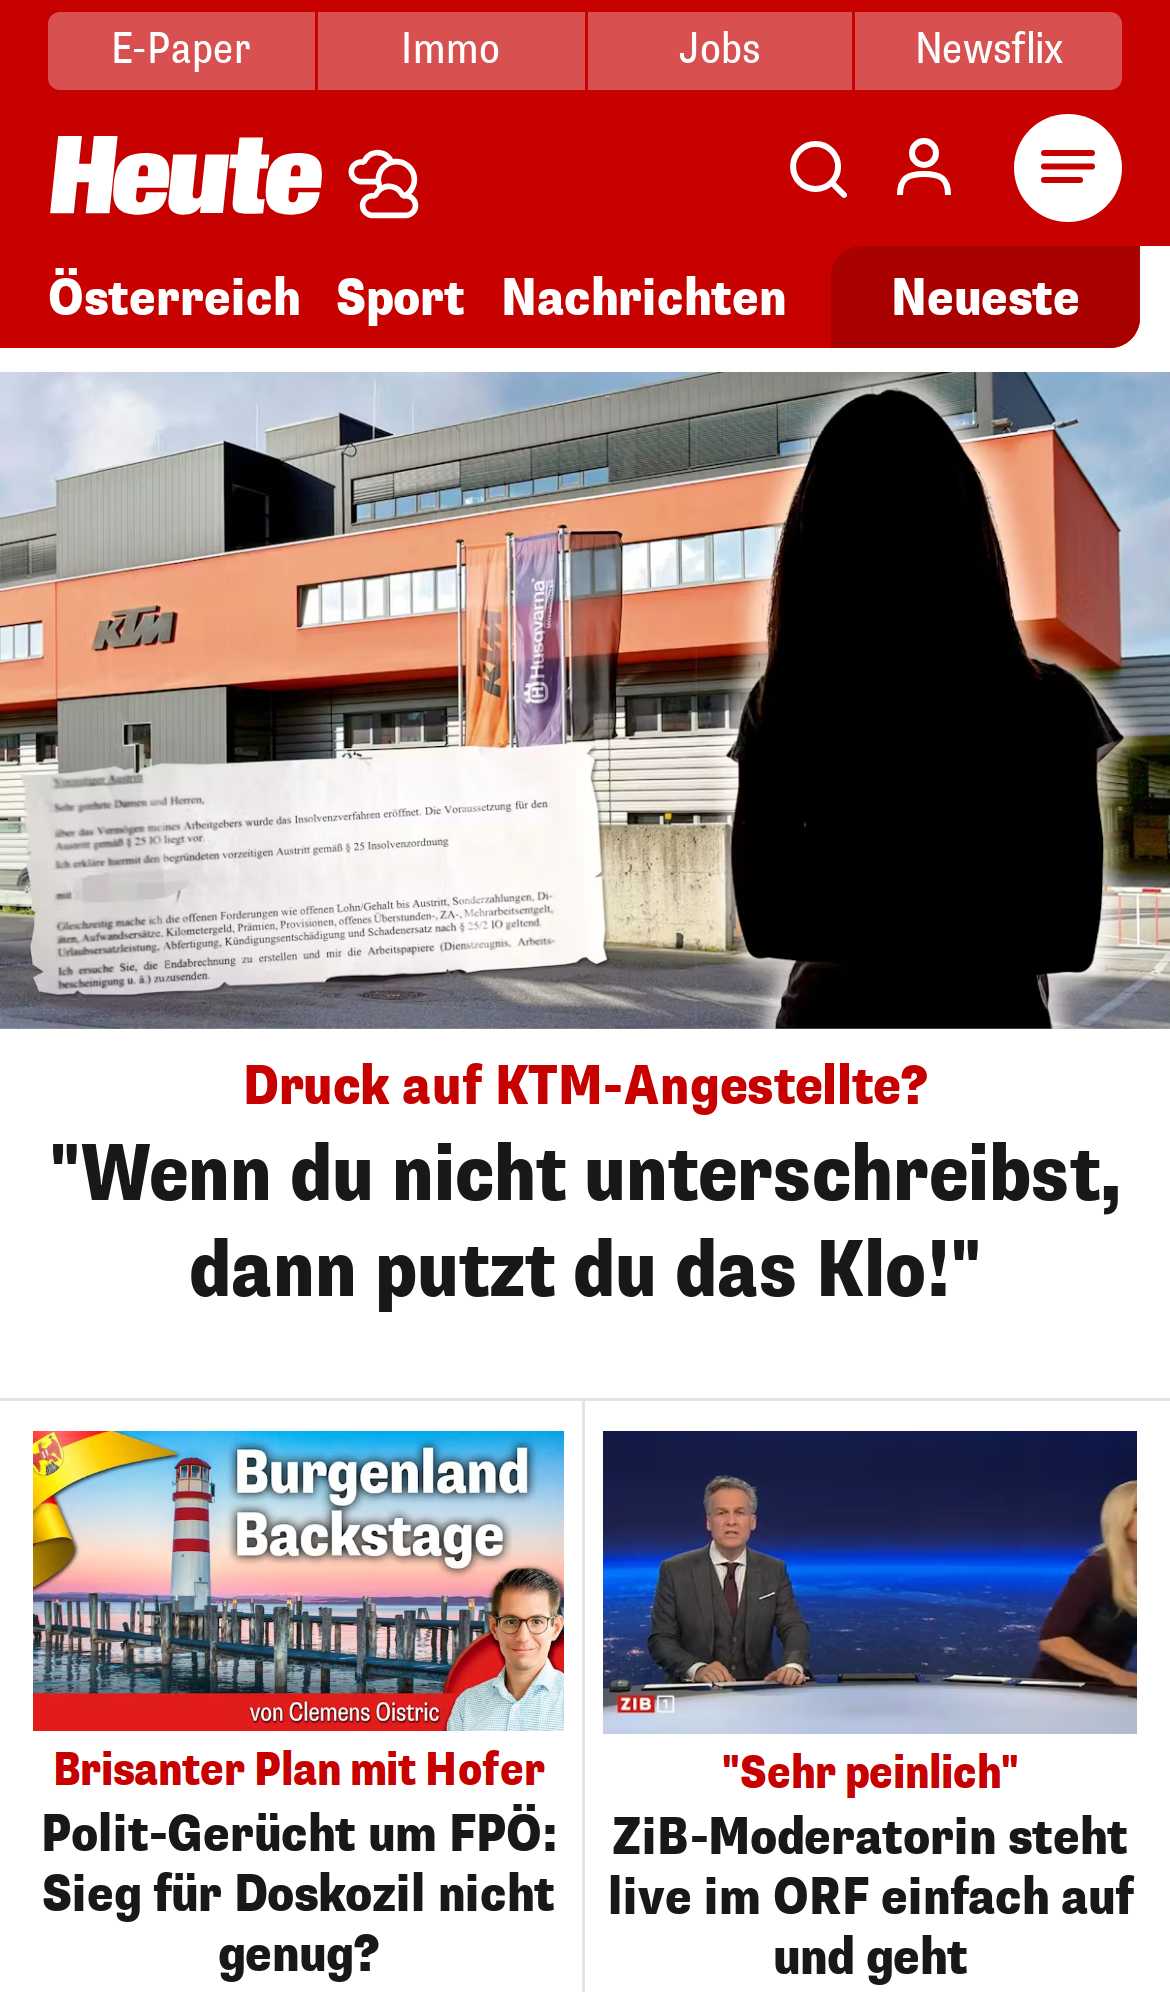 E-Paper
Immo
Jobs
Newsflix
Heute
Österreich
Sport
Nachrichten
Neueste
KTM
KTM
Husqvarna
1
Vorzeitiger Austritt
Sehr geehrte Damen und Herren,
über das Vermögen meines Arbeitgebers wurde das Insolvenzverfahren eröffnet. Die Voraussetzung für den
Austritt gemäß § 25 IO liegt vor.
Ich erkläre hiermit den begründeten vorzeitigen Austritt gemäß § 25 Insolvenzordnung
mit
Gleichzeitig mache ich die offenen Forderungen wie offenen Lohn/Gehalt bis Austritt, Sonderzahlungen, Di-
äten, Aufwandsersätze, Kilometergeld, Prämien, Provisionen, offenes Überstunden-, ZA-, Mehrarbeitsentgelt,
Urlaubsersatzleistung, Abfertigung, Kündigungsentschädigung und Schadenersatz nach § 25/2 IO geltend.
Ich ersuche Sie, die Endabrechnung zu erstellen und mir die Arbeitspapiere (Dienstzeugnis, Arbeits-
bescheinigung u. ä.) zuzusenden.
Druck auf KTM-Angestellte?
"Wenn du nicht unterschreibst,
dann putzt du das Klo!"
Burgenland
Backstage
von Clemens Oistric
Brisanter Plan mit Hofer
Polit-Gerücht um FPÖ:
Sieg für Doskozil nicht
genug?
ZIB 1
"Sehr peinlich"
ZiB-Moderatorin steht
live im ORF einfach auf
und geht